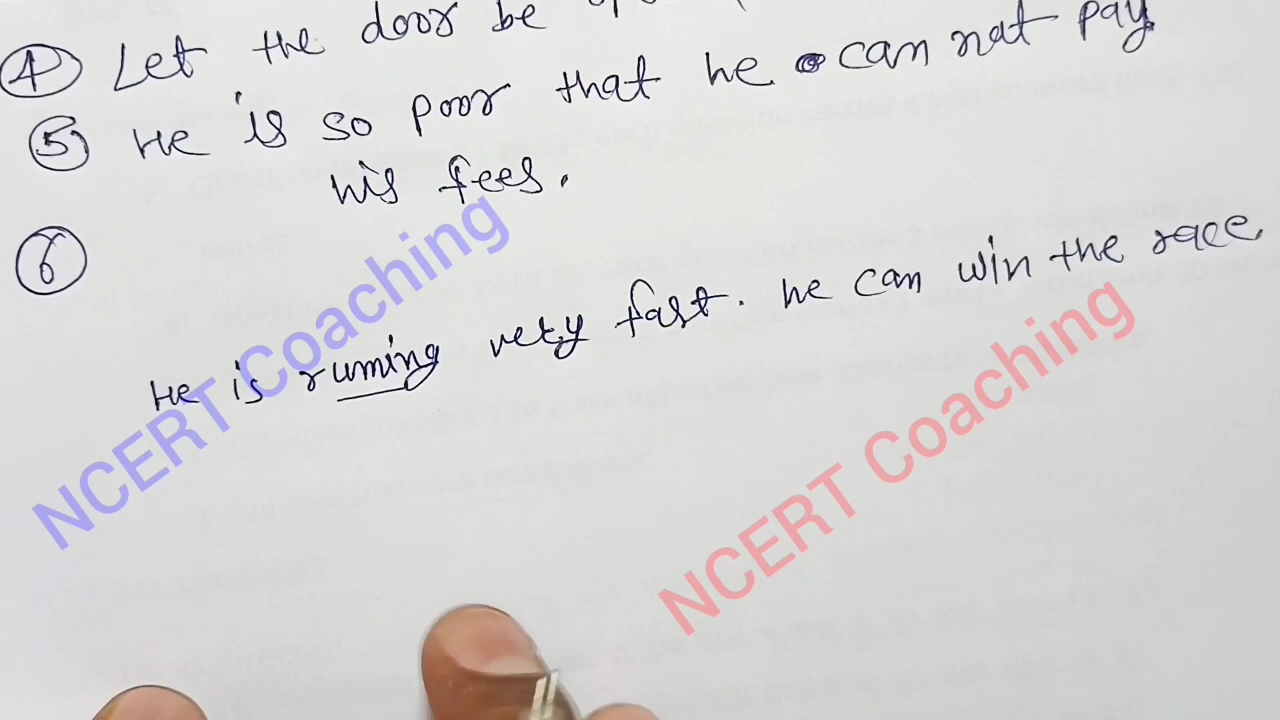 ④ Let the door be
⑤ He is so poor that he can not pay
his fees.
⑥
He is ruming very fast. he can win the race.
NCERT Coaching
NCERT Coaching